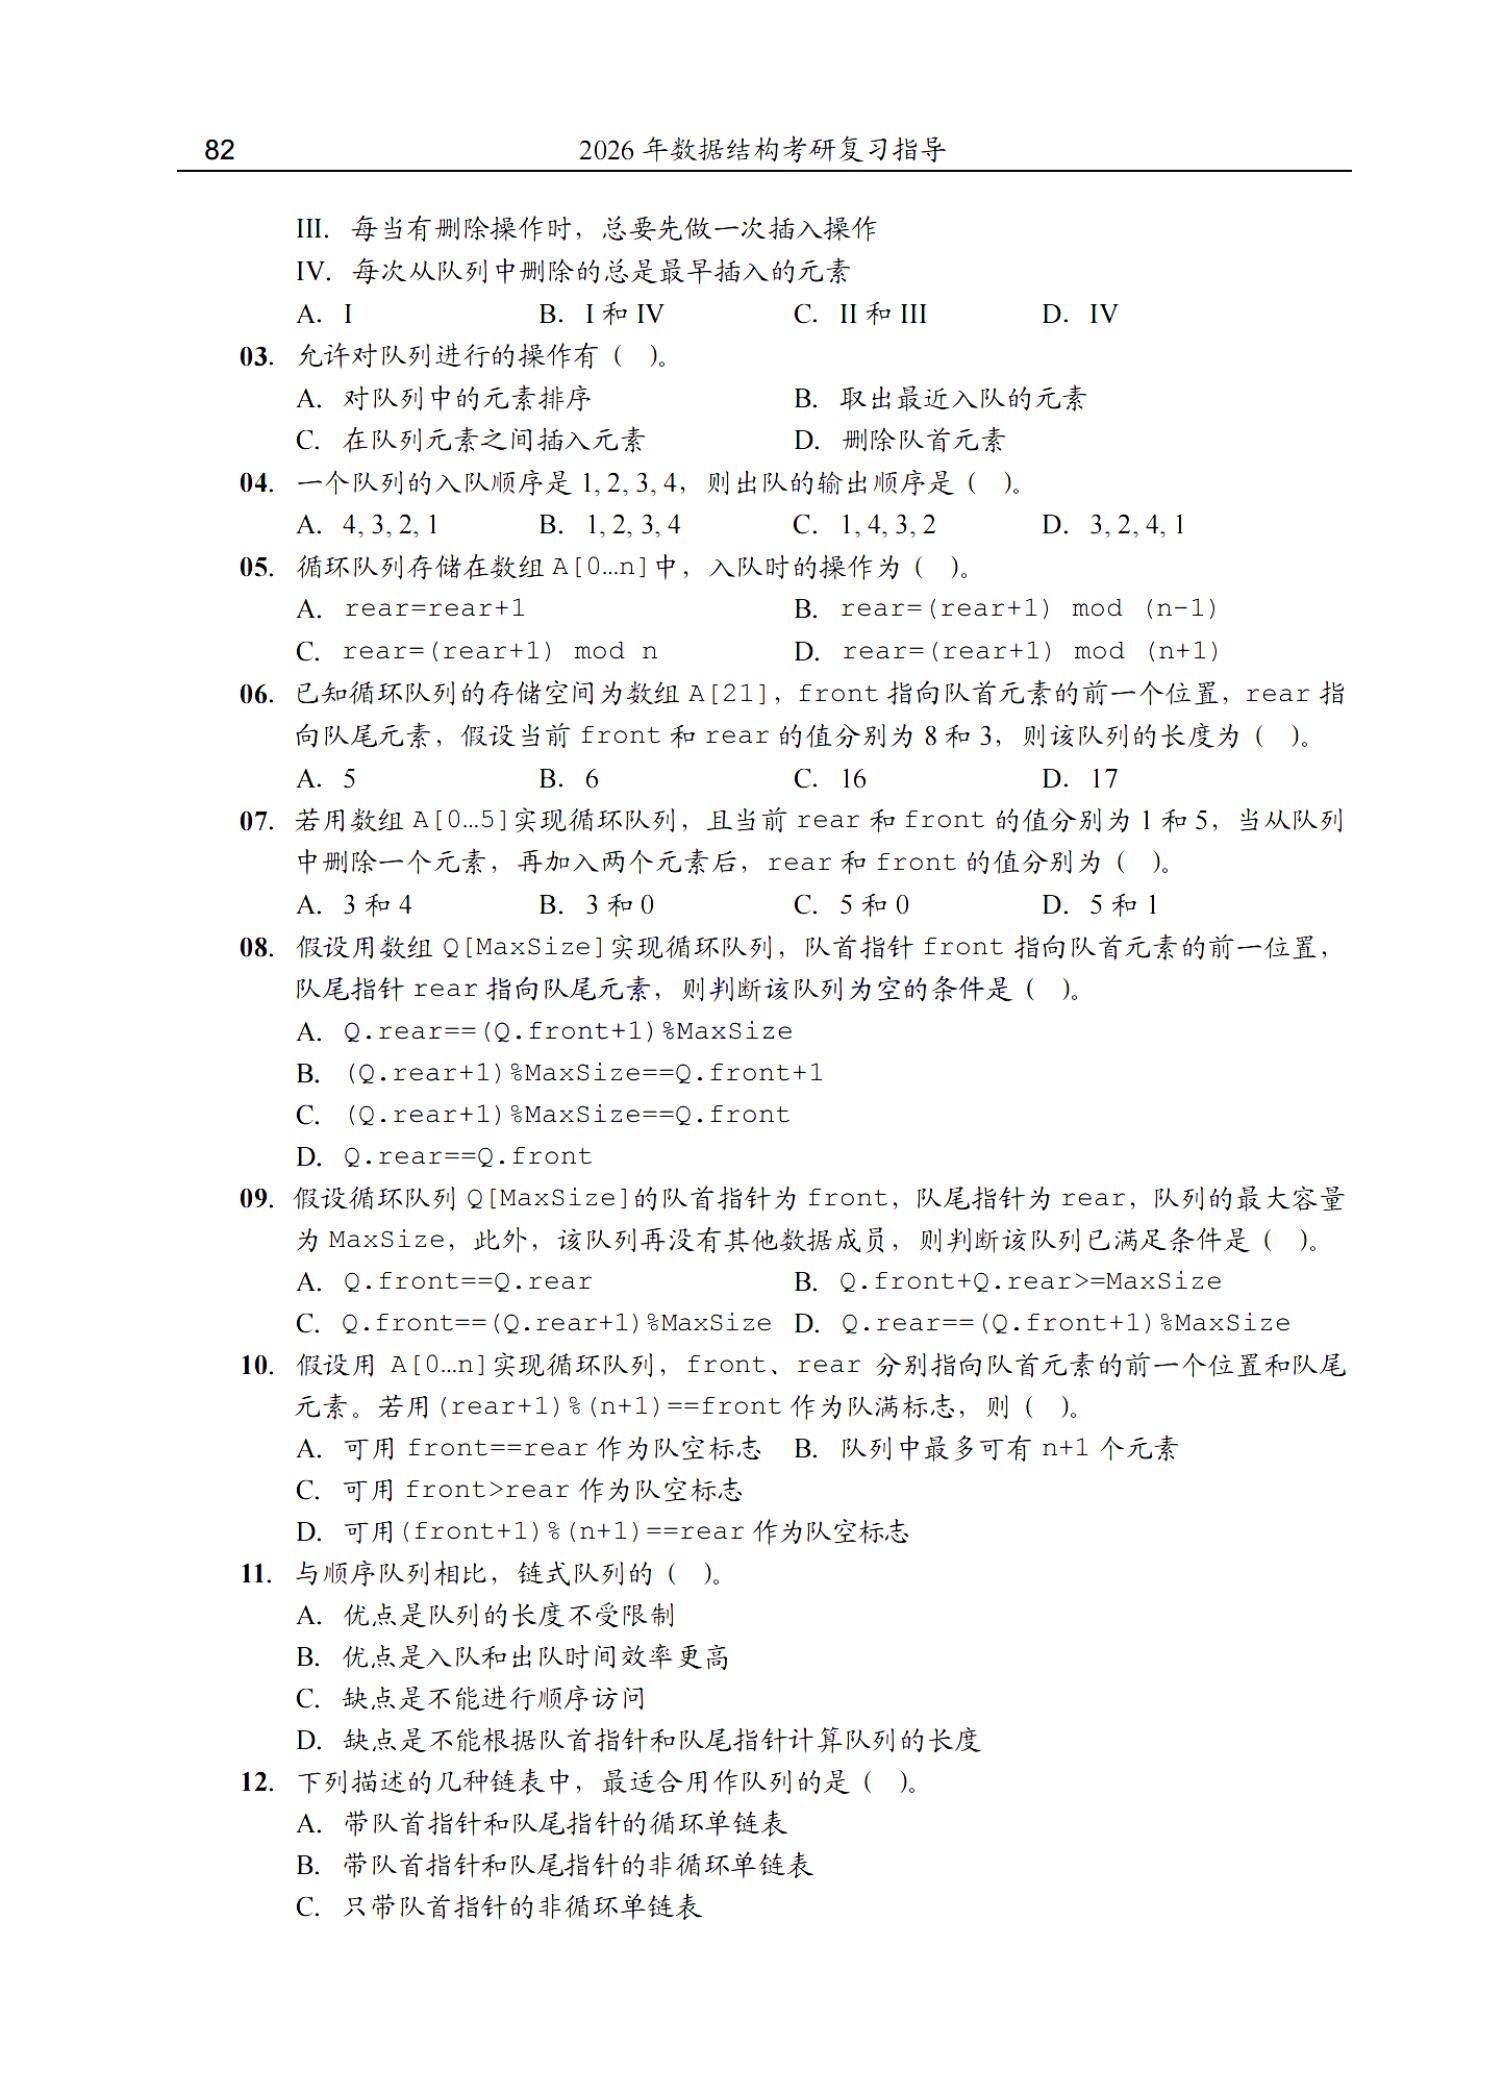 82
2026 年数据结构考研复习指导
III. 每当有删除操作时，总要先做一次插入操作
IV. 每次从队列中删除的总是最早插入的元素
A. I B. I 和 IV C. II 和 III D. IV
03. 允许对队列进行的操作有（ ）。
A. 对队列中的元素排序 B. 取出最近入队的元素
C. 在队列元素之间插入元素 D. 删除队首元素
04. 一个队列的入队顺序是 1, 2, 3, 4，则出队的输出顺序是（ ）。
A. 4, 3, 2, 1 B. 1, 2, 3, 4 C. 1, 4, 3, 2 D. 3, 2, 4, 1
05. 循环队列存储在数组 A[0…n]中，入队时的操作为（ ）。
A. rear=rear+1 B. rear=(rear+1) mod (n-1)
C. rear=(rear+1) mod n D. rear=(rear+1) mod (n+1)
06. 已知循环队列的存储空间为数组 A[21]，front 指向队首元素的前一个位置，rear 指
向队尾元素，假设当前 front 和 rear 的值分别为 8 和 3，则该队列的长度为（ ）。
A. 5 B. 6 C. 16 D. 17
07. 若用数组 A[0…5]实现循环队列，且当前 rear 和 front 的值分别为 1 和 5，当从队列
中删除一个元素，再加入两个元素后，rear 和 front 的值分别为（ ）。
A. 3 和 4 B. 3 和 0 C. 5 和 0 D. 5 和 1
08. 假设用数组 Q[MaxSize]实现循环队列，队首指针 front 指向队首元素的前一位置，
队尾指针 rear 指向队尾元素，则判断该队列为空的条件是（ ）。
A. Q.rear==(Q.front+1)%MaxSize
B. (Q.rear+1)%MaxSize==Q.front+1
C. (Q.rear+1)%MaxSize==Q.front
D. Q.rear==Q.front
09. 假设循环队列 Q[MaxSize]的队首指针为 front，队尾指针为 rear，队列的最大容量
为 MaxSize，此外，该队列再没有其他数据成员，则判断该队列已满足条件是（ ）。
A. Q.front==Q.rear B. Q.front+Q.rear>=MaxSize
C. Q.front==(Q.rear+1)%MaxSize D. Q.rear==(Q.front+1)%MaxSize
10. 假设用 A[0…n]实现循环队列，front、rear 分别指向队首元素的前一个位置和队尾
元素。若用(rear+1)%(n+1)==front 作为队满标志，则（ ）。
A. 可用 front==rear 作为队空标志 B. 队列中最多可有 n+1 个元素
C. 可用 front>rear 作为队空标志
D. 可用(front+1)%(n+1)==rear 作为队空标志
11. 与顺序队列相比，链式队列的（ ）。
A. 优点是队列的长度不受限制
B. 优点是入队和出队时间效率更高
C. 缺点是不能进行顺序访问
D. 缺点是不能根据队首指针和队尾指针计算队列的长度
12. 下列描述的几种链表中，最适合用作队列的是（ ）。
A. 带队首指针和队尾指针的循环单链表
B. 带队首指针和队尾指针的非循环单链表
C. 只带队首指针的非循环单链表